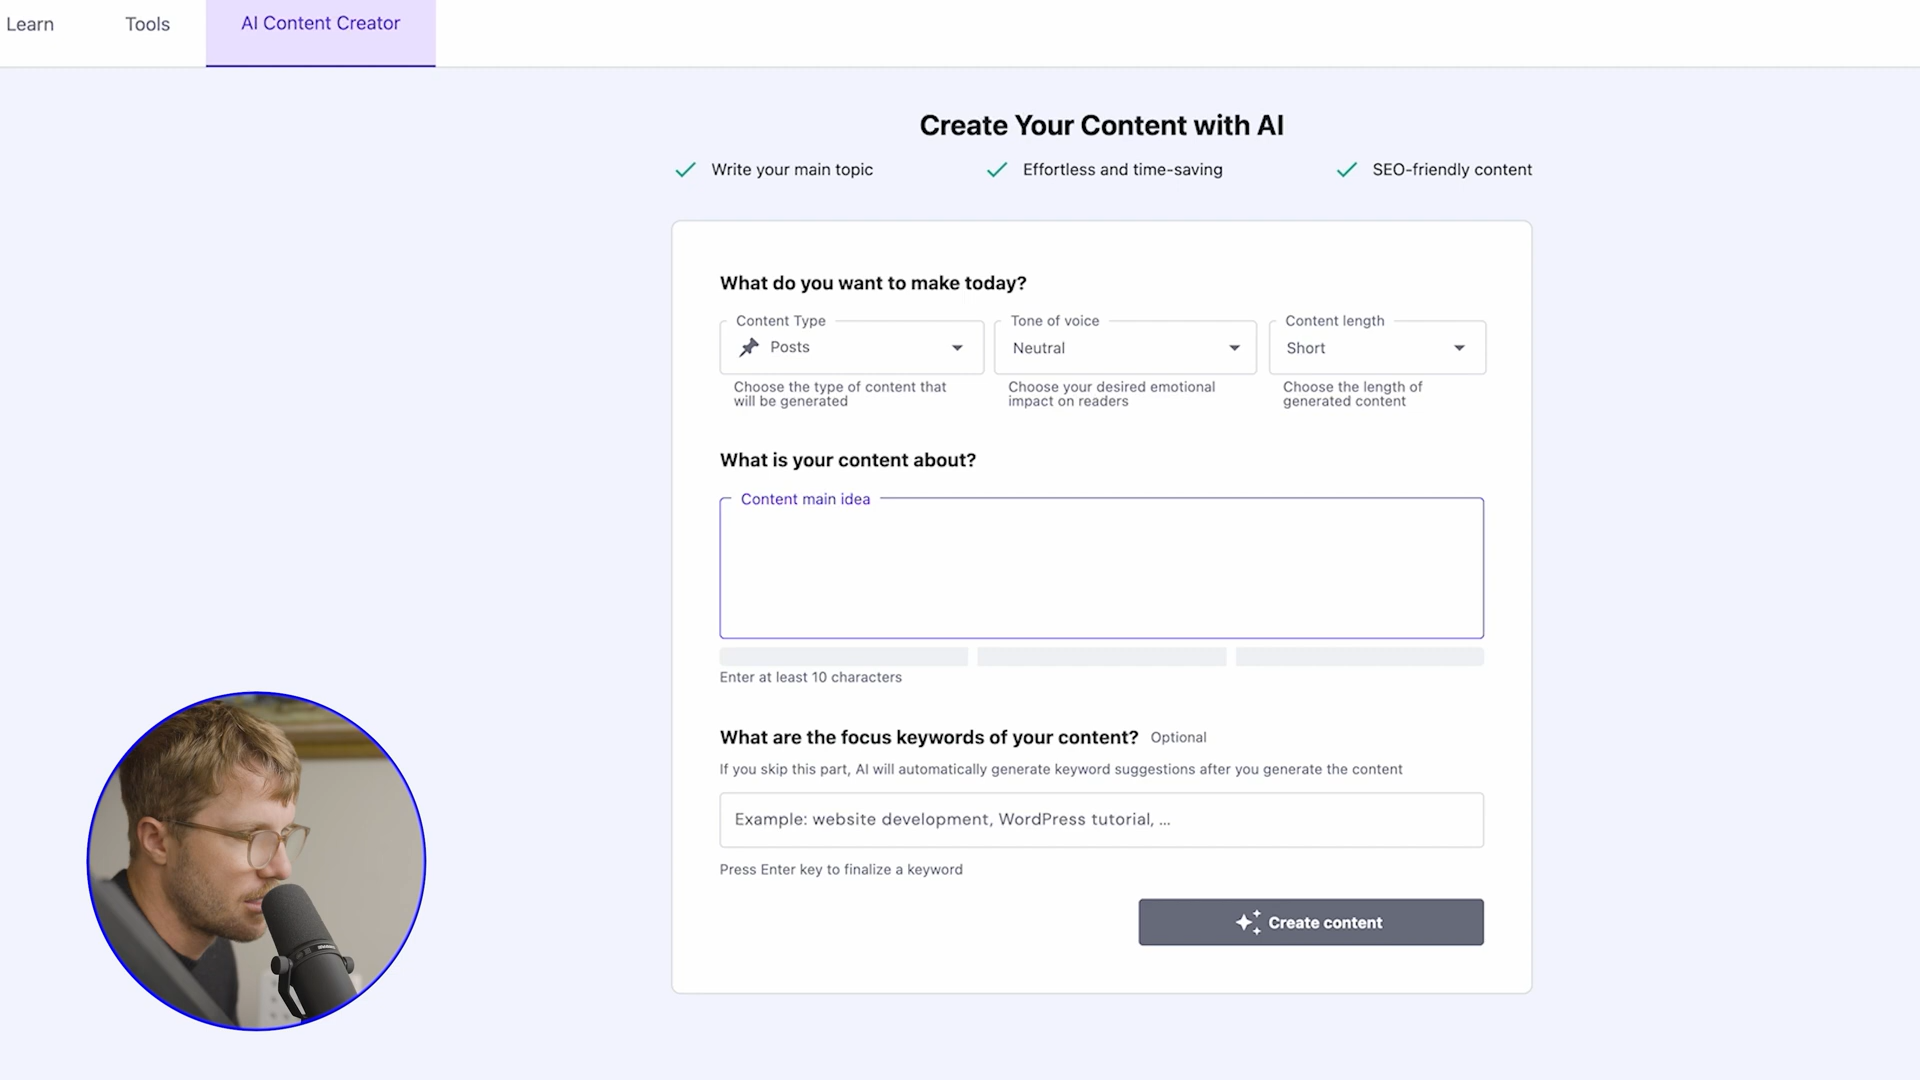 Learn
Tools
AI Content Creator
Create Your Content with AI
Write your main topic
Effortless and time-saving
SEO-friendly content
What do you want to make today?
Content Type
Posts
Choose the type of content that
will be generated
Tone of voice
Neutral
Choose your desired emotional
impact on readers
Content length
Short
Choose the length of
generated content
What is your content about?
Content main idea
Enter at least 10 characters
What are the focus keywords of your content? Optional
If you skip this part, AI will automatically generate keyword suggestions after you generate the content
Example: website development, WordPress tutorial, ...
Press Enter key to finalize a keyword
Create content